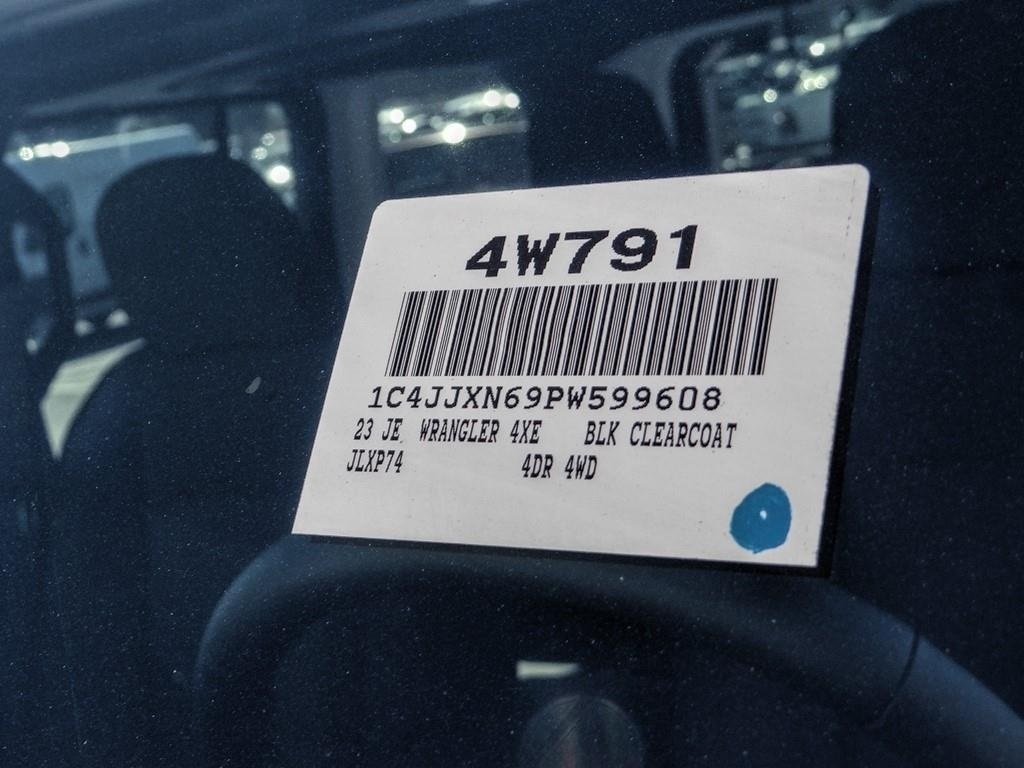 4W791
1C4JJXN69PW599608
23 JE WRANGLER 4XE BLK CLEARCOAT
JLXP74 4DR 4WD